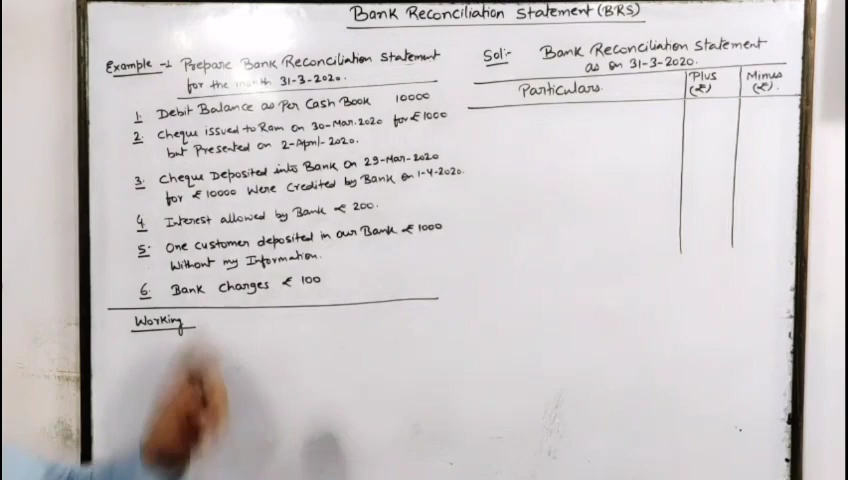 Bank Reconciliation Statement (BRS)
Example -1 Prepare Bank Reconciliation Statement
for the month 31-3-2020.
1. Debit Balance as Per Cash Book 10000
2. Cheque issued to Ram on 30-Mar.2020 for ₹1000
but Presented on 2-April-2020.
3. Cheque Deposited into Bank on 29-Mar-2020
for ₹10000 Were Credited by Bank on 1-4-2020.
4. Interest allowed by Bank ₹ 200.
5. One customer deposited in our Bank ₹1000
Without my Information.
6. Bank Charges ₹ 100
Working
Sol:- Bank Reconciliation Statement
as on 31-3-2020.
Particulars. Plus (₹) Minus (₹).